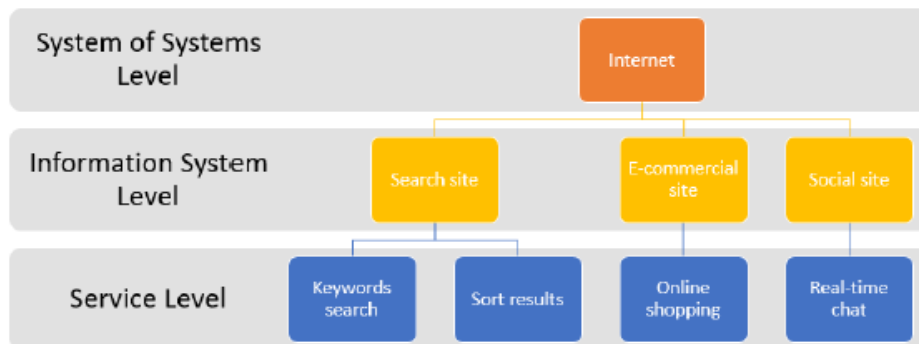 System of Systems
Level
Internet
Information System
Level
Search site
E-commercial
site
Social site
Service Level
Keywords
search
Sort results
Online
shopping
Real-time
chat